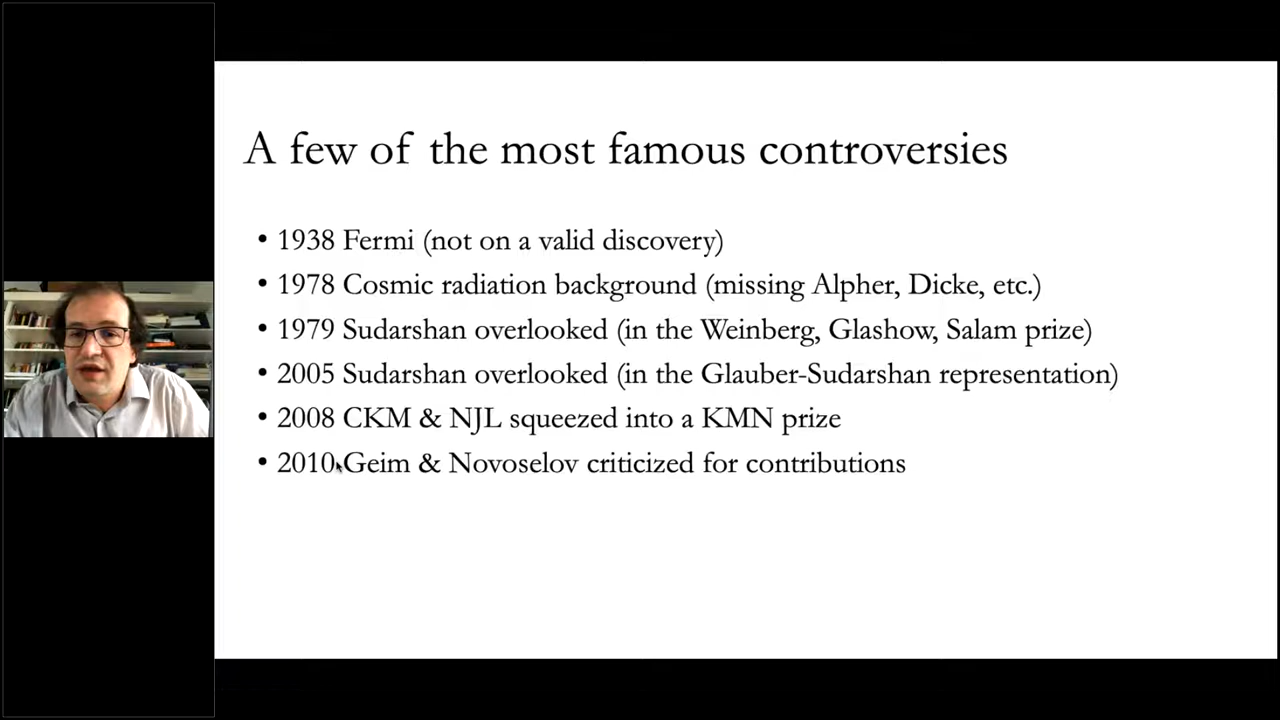 A few of the most famous controversies
• 1938 Fermi (not on a valid discovery)
• 1978 Cosmic radiation background (missing Alpher, Dicke, etc.)
• 1979 Sudarshan overlooked (in the Weinberg, Glashow, Salam prize)
• 2005 Sudarshan overlooked (in the Glauber-Sudarshan representation)
• 2008 CKM & NJL squeezed into a KMN prize
• 2010 Geim & Novoselov criticized for contributions